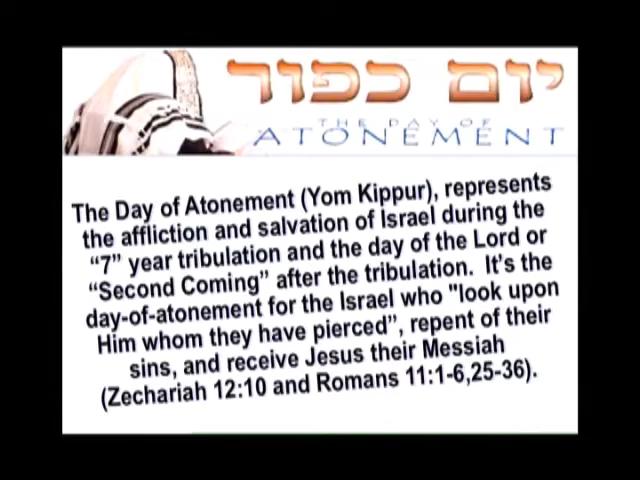 יום כפור
THE DAY OF
ATONEMENT
The Day of Atonement (Yom Kippur), represents
the affliction and salvation of Israel during the
“7” year tribulation and the day of the Lord or
“Second Coming” after the tribulation. It’s the
day-of-atonement for the Israel who "look upon
Him whom they have pierced”, repent of their
sins, and receive Jesus their Messiah
(Zechariah 12:10 and Romans 11:1-6,25-36).